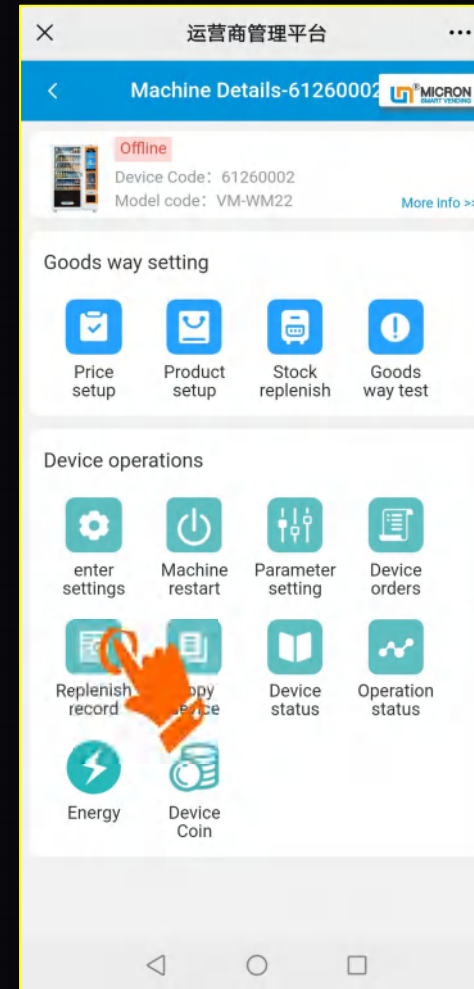 运营商管理平台
Machine Details-61260002
MICRON
SMART VENDING
Offline
Device Code: 61260002
Model code: VM-WM22
More Info >>
Goods way setting
Price setup
Product setup
Stock replenish
Goods way test
Device operations
enter settings
Machine restart
Parameter setting
Device orders
Replenish record
Device status
Operation status
Energy
Device Coin